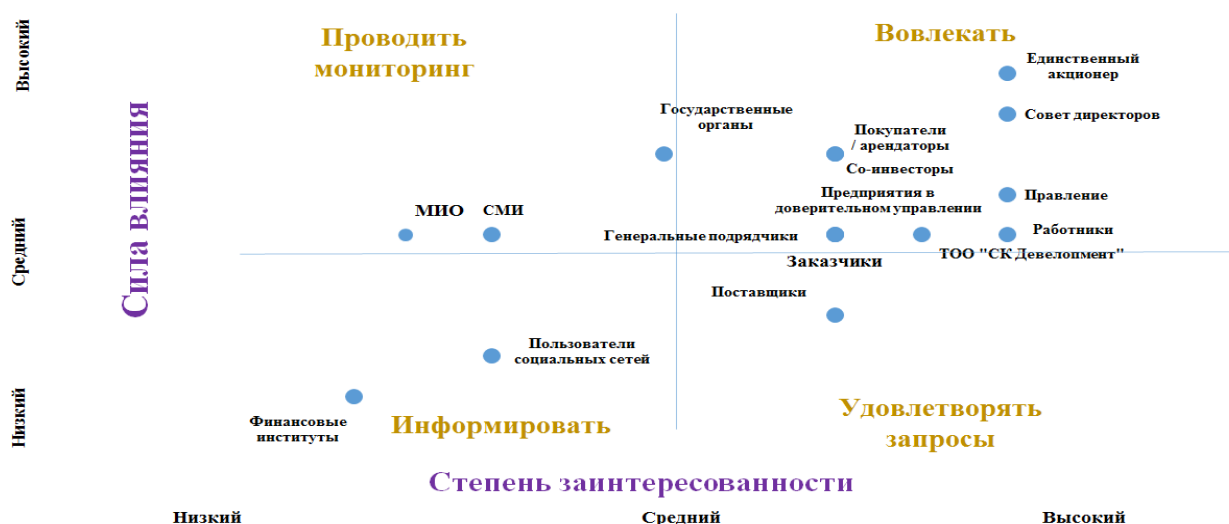 Высокий
Средний
Низкий
Сила влияния
Проводить
мониторинг
Вовлекать
Единственный
акционер
Совет директоров
Государственные
органы
Покупатели
/ арендаторы
Со-инвесторы
Предприятия в
доверительном управлении
Правление
МИО
СМИ
Генеральные подрядчики
Работники
Заказчики
ТОО "СК Девелопмент"
Поставщики
Пользователи
социальных сетей
Финансовые
институты
Информировать
Удовлетворять
запросы
Степень заинтересованности
Низкий
Средний
Высокий